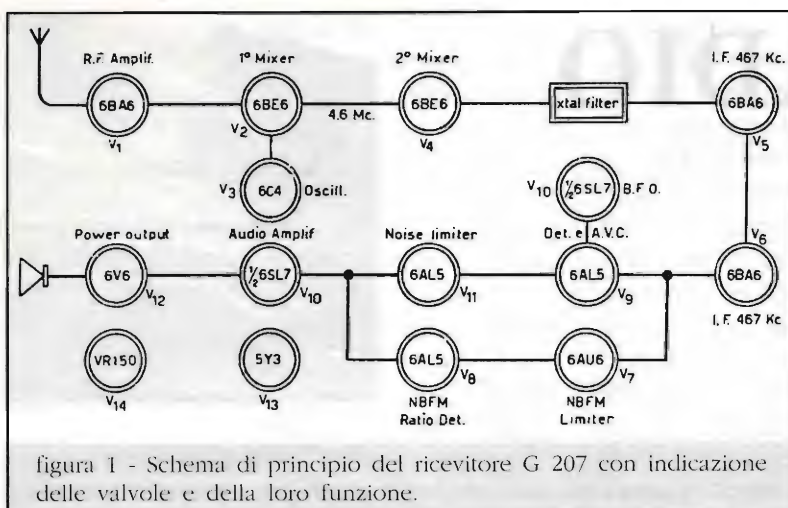 R.F. Amplif.
1° Mixer
2° Mixer
I.F. 467 Kc.
6BA6
6BE6
4.6 Mc.
6BE6
xtal filter
6BA6
V1
V2
V4
V5
V3
6C4
Oscill.
V10
½6SL7
B.F.O.
Power output
Audio Amplif
Noise limiter
Det. e A.V.C.
V6
6V6
½6SL7
6AL5
6AL5
6BA6
V12
V10
V11
V9
I.F. 467 Kc
VR150
5Y3
6AL5
6AU6
V14
V13
V8
V7
NBFM
Ratio Det.
NBFM
Limiter
figura 1 - Schema di principio del ricevitore G 207 con indicazione
delle valvole e della loro funzione.